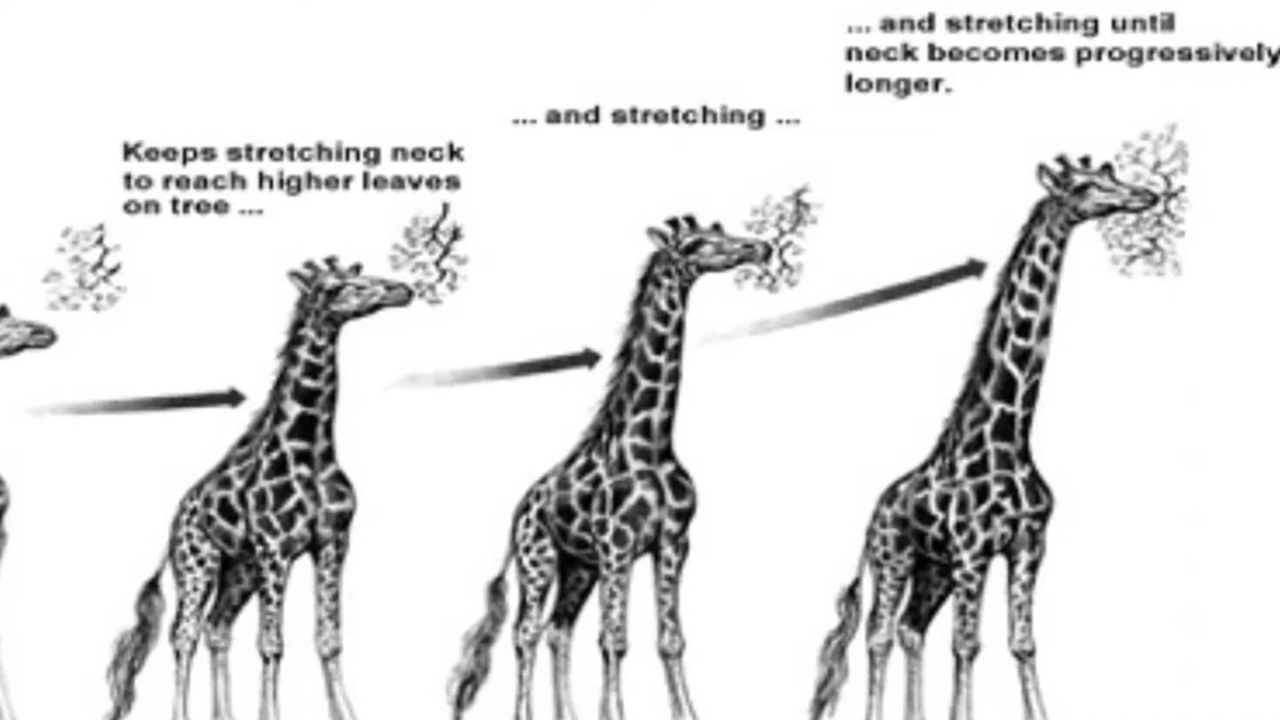 Keeps stretching neck
to reach higher leaves
on tree ...
... and stretching ...
... and stretching until
neck becomes progressively
longer.